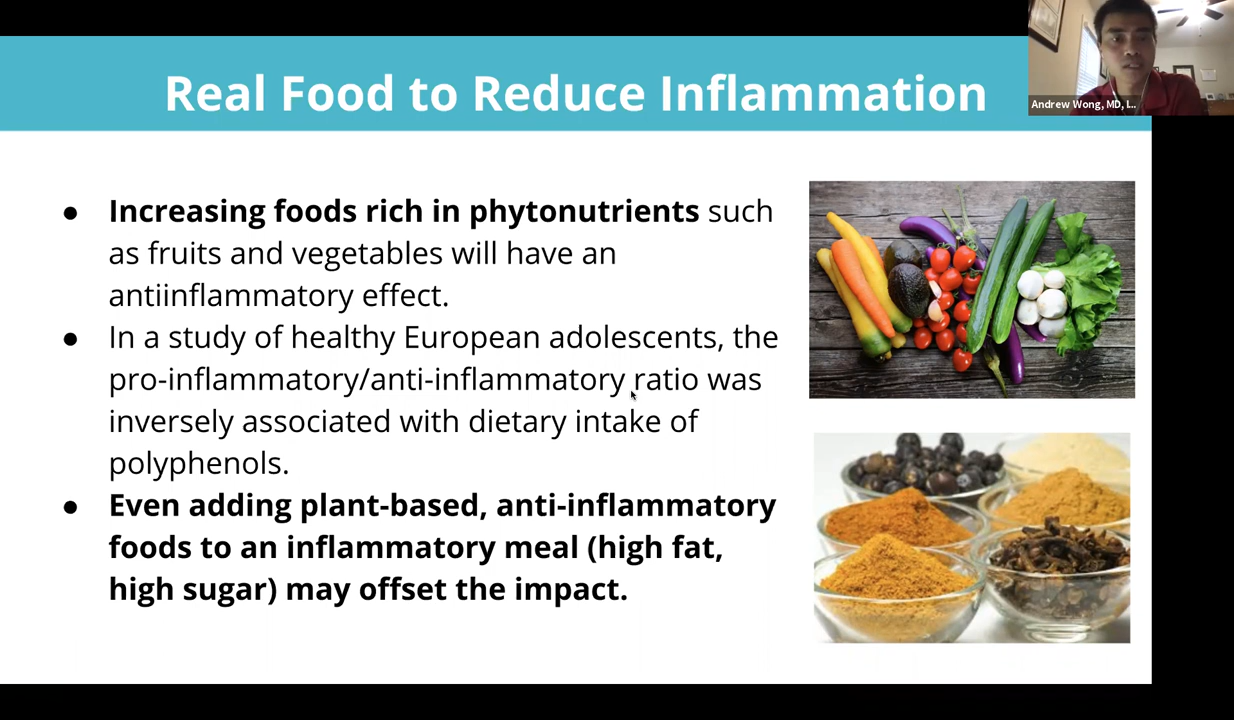 Real Food to Reduce Inflammation
Andrew Wong, MD, L..
● Increasing foods rich in phytonutrients such
as fruits and vegetables will have an
antiinflammatory effect.
● In a study of healthy European adolescents, the
pro-inflammatory/anti-inflammatory ratio was
inversely associated with dietary intake of
polyphenols.
● Even adding plant-based, anti-inflammatory
foods to an inflammatory meal (high fat,
high sugar) may offset the impact.